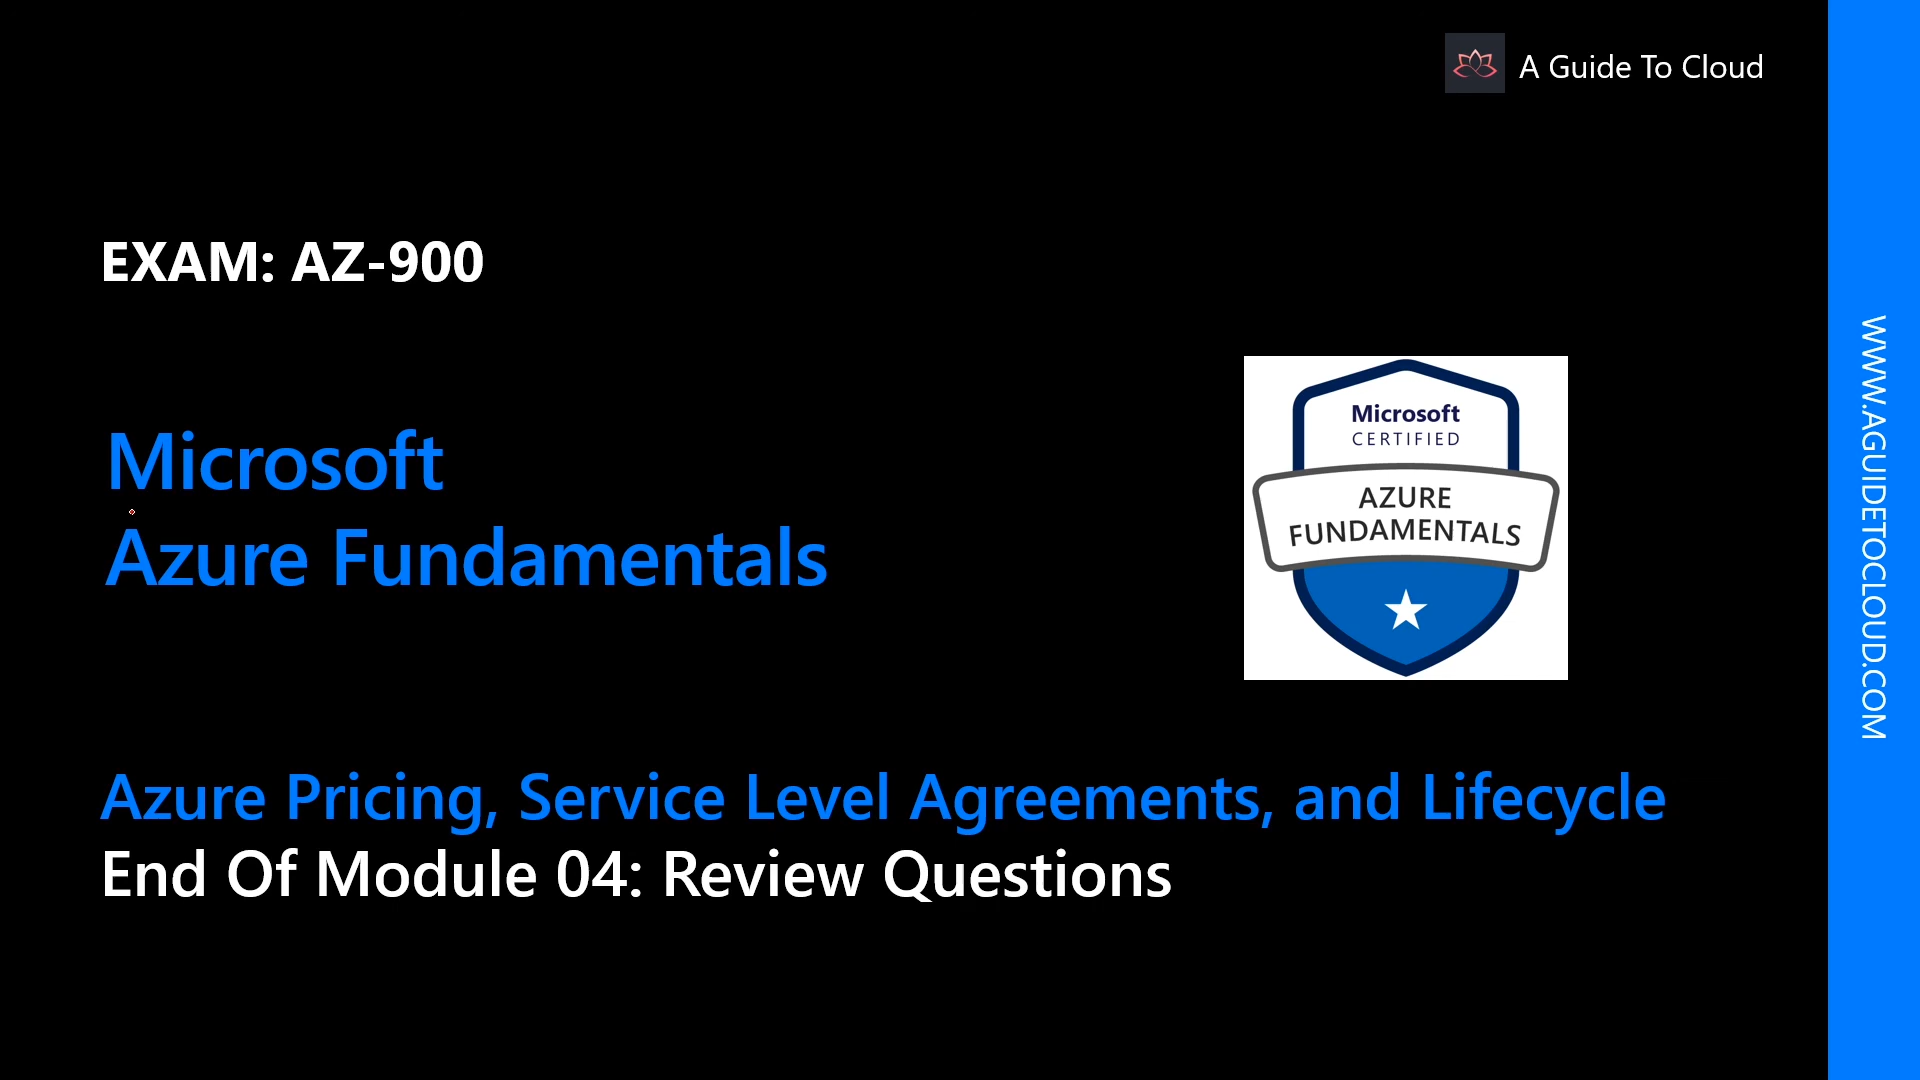 A Guide To Cloud
EXAM: AZ-900
Microsoft
Azure Fundamentals
Microsoft
CERTIFIED
AZURE
FUNDAMENTALS
Azure Pricing, Service Level Agreements, and Lifecycle
End Of Module 04: Review Questions
WWW.AGUIDETOCLOUD.COM